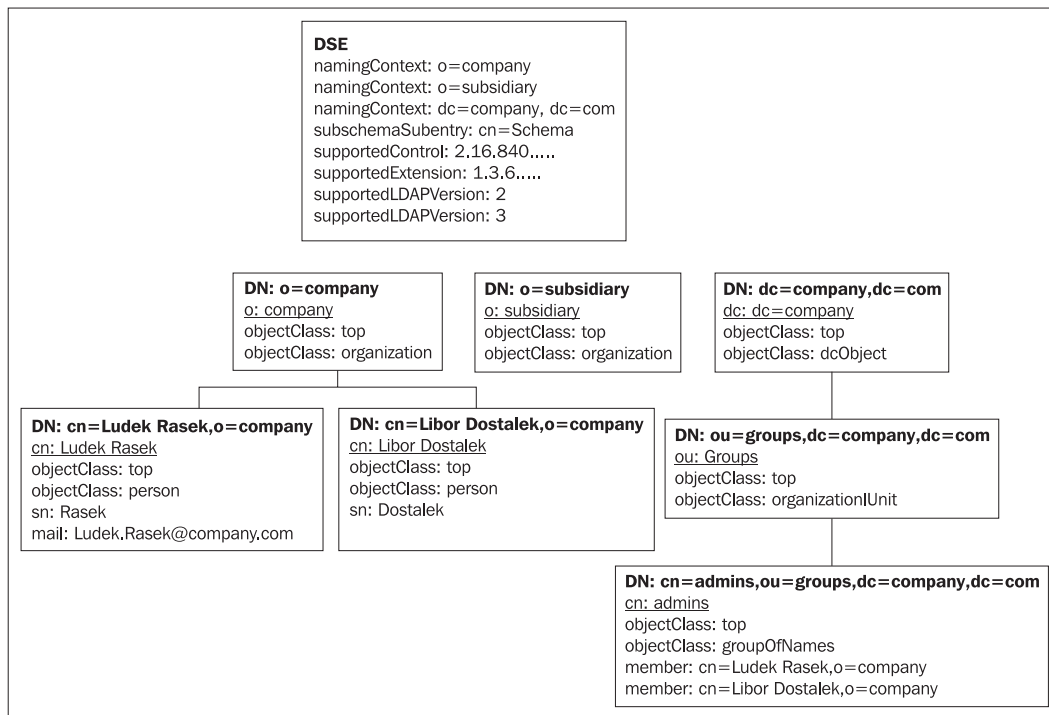 DSE
namingContext: o=company
namingContext: o=subsidiary
namingContext: dc=company, dc=com
subschemaSubentry: cn=Schema
supportedControl: 2.16.840.....
supportedExtension: 1.3.6.....
supportedLDAPVersion: 2
supportedLDAPVersion: 3
DN: o=company
o: company
objectClass: top
objectClass: organization
DN: o=subsidiary
o: subsidiary
objectClass: top
objectClass: organization
DN: dc=company,dc=com
dc: dc=company
objectClass: top
objectClass: dcObject
DN: cn=Ludek Rasek,o=company
cn: Ludek Rasek
objectClass: top
objectClass: person
sn: Rasek
mail: Ludek.Rasek@company.com
DN: cn=Libor Dostalek,o=company
cn: Libor Dostalek
objectClass: top
objectClass: person
sn: Dostalek
DN: ou=groups,dc=company,dc=com
ou: Groups
objectClass: top
objectClass: organizationlUnit
DN: cn=admins,ou=groups,dc=company,dc=com
cn: admins
objectClass: top
objectClass: groupOfNames
member: cn=Ludek Rasek,o=company
member: cn=Libor Dostalek,o=company